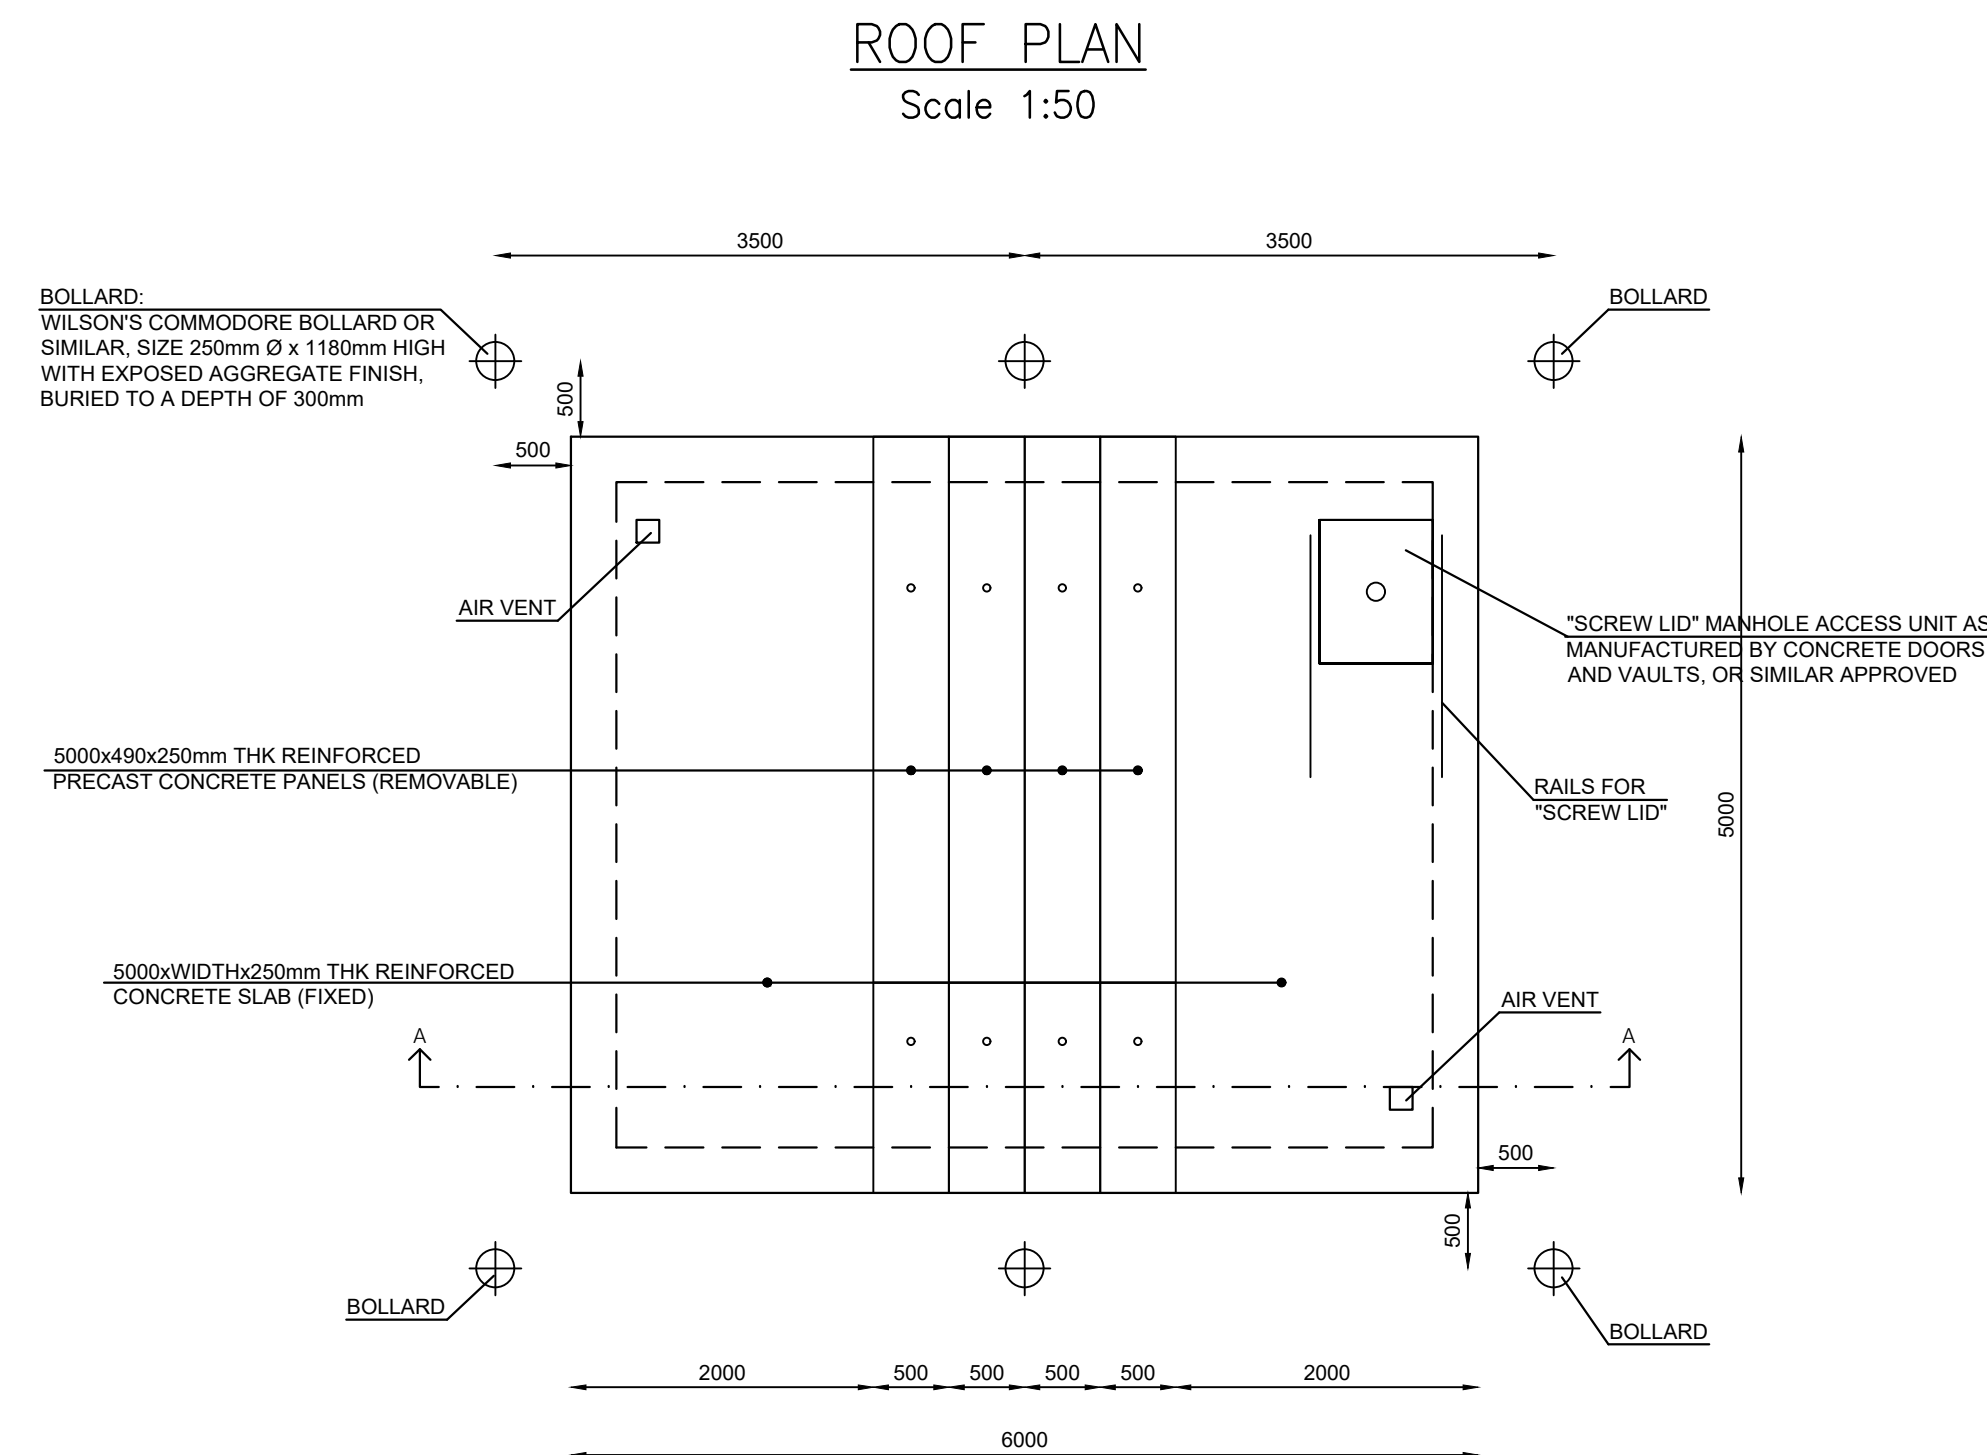 ROOF PLAN
Scale 1:50
3500
3500
BOLLARD:
WILSON'S COMMODORE BOLLARD OR
SIMILAR, SIZE 250mm Ø x 1180mm HIGH
WITH EXPOSED AGGREGATE FINISH,
BURIED TO A DEPTH OF 300mm
BOLLARD
500
500
AIR VENT
"SCREW LID" MANHOLE ACCESS UNIT AS
MANUFACTURED BY CONCRETE DOORS
AND VAULTS, OR SIMILAR APPROVED
5000x490x250mm THK REINFORCED
PRECAST CONCRETE PANELS (REMOVABLE)
RAILS FOR
"SCREW LID"
5000
5000xWIDTHx250mm THK REINFORCED
CONCRETE SLAB (FIXED)
AIR VENT
A
A
500
500
BOLLARD
BOLLARD
2000
500
500
500
500
2000
6000